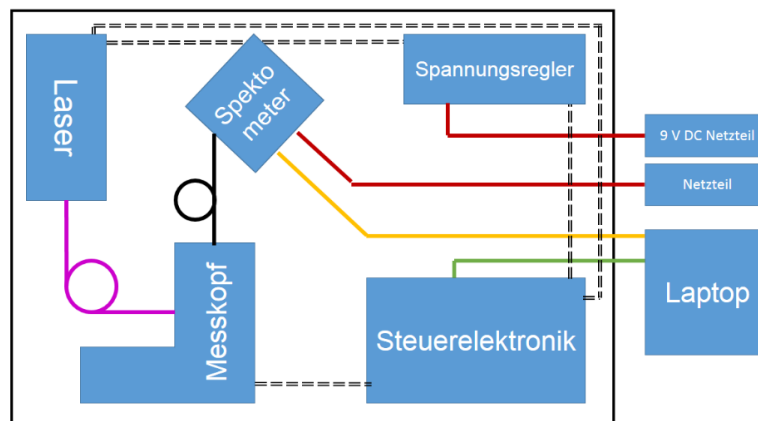 Laser
Spekto
meter
Spannungsregler
9 V DC Netzteil
Netzteil
Laptop
Messkopf
Steuerelektronik